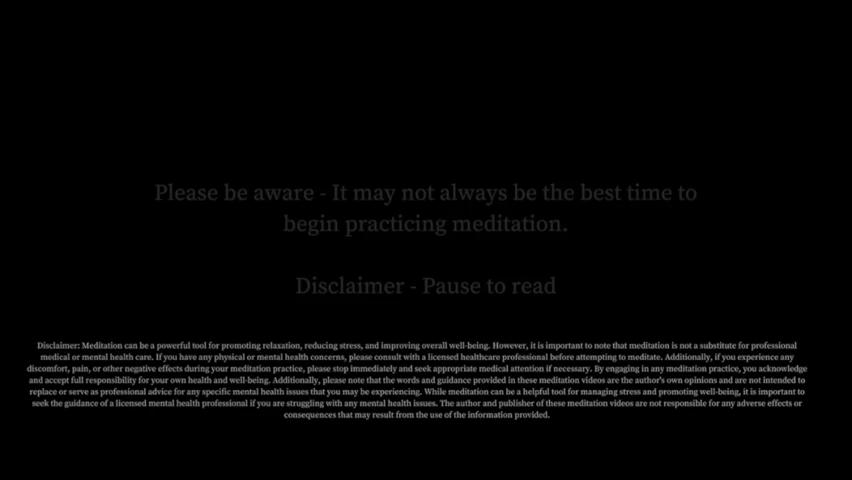 Please be aware - It may not always be the best time to
begin practicing meditation.
Disclaimer - Pause to read
Disclaimer: Meditation can be a powerful tool for promoting relaxation, reducing stress, and improving overall well-being. However, it is important to note that meditation is not a substitute for professional
medical or mental health care. If you have any physical or mental health concerns, please consult with a licensed healthcare professional before attempting to meditate. Additionally, if you experience any
discomfort, pain, or other negative effects during your meditation practice, please stop immediately and seek appropriate medical attention if necessary. By engaging in any meditation practice, you acknowledge
and accept full responsibility for your own health and well-being. Additionally, please note that the words and guidance provided in these meditation videos are the author's own opinions and are not intended to
replace or serve as professional advice for any specific mental health issues that you may be experiencing. While meditation can be a helpful tool for managing stress and promoting well-being, it is important to
seek the guidance of a licensed mental health professional if you are struggling with any mental health issues. The author and publisher of these meditation videos are not responsible for any adverse effects or
consequences that may result from the use of the information provided.